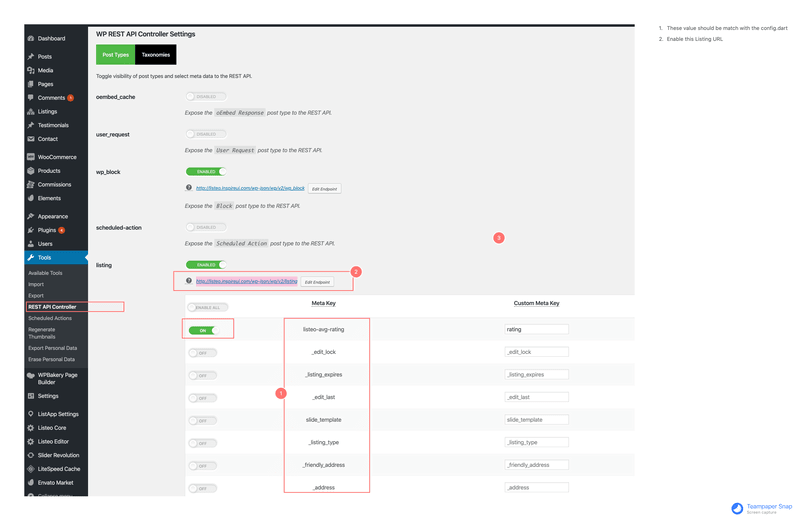 Dashboard
Posts
Media
Pages
Comments
Listings
Testimonials
Contact
WooCommerce
Products
Commissions
Elements
Appearance
Plugins
Users
Tools
Available Tools
Import
Export
REST API Controller
Scheduled Actions
Regenerate
Thumbnails
Export Personal Data
Erase Personal Data
WPBakery Page
Builder
Settings
ListApp Settings
Listeo Core
Listeo Editor
Slider Revolution
LiteSpeed Cache
Envato Market
WP REST API Controller Settings
Post Types Taxonomies
Toggle visibility of post types and select meta data to the REST API.
oembed_cache DISABLED
Expose the oEmbed Response post type to the REST API.
user_request DISABLED
Expose the User Request post type to the REST API.
wp_block ENABLED
http://listeo.inspireui.com/wp-json/wp/v2/wp_block Edit Endpoint
Expose the Block post type to the REST API.
scheduled-action DISABLED
Expose the Scheduled Action post type to the REST API.
3
listing ENABLED
2
http://listeo.inspireui.com/wp-json/wp/v2/listing Edit Endpoint
ENABLE ALL Meta Key Custom Meta Key
ON listeo-avg-rating rating
OFF _edit_lock _edit_lock
OFF _listing_expires _listing_expires
1
OFF _edit_last _edit_last
OFF slide_template slide_template
OFF _listing_type _listing_type
OFF _friendly_address _friendly_address
OFF _address _address
1. These value should be match with the config.dart
2. Enable this Listing URL
Teampaper Snap
Screen capture